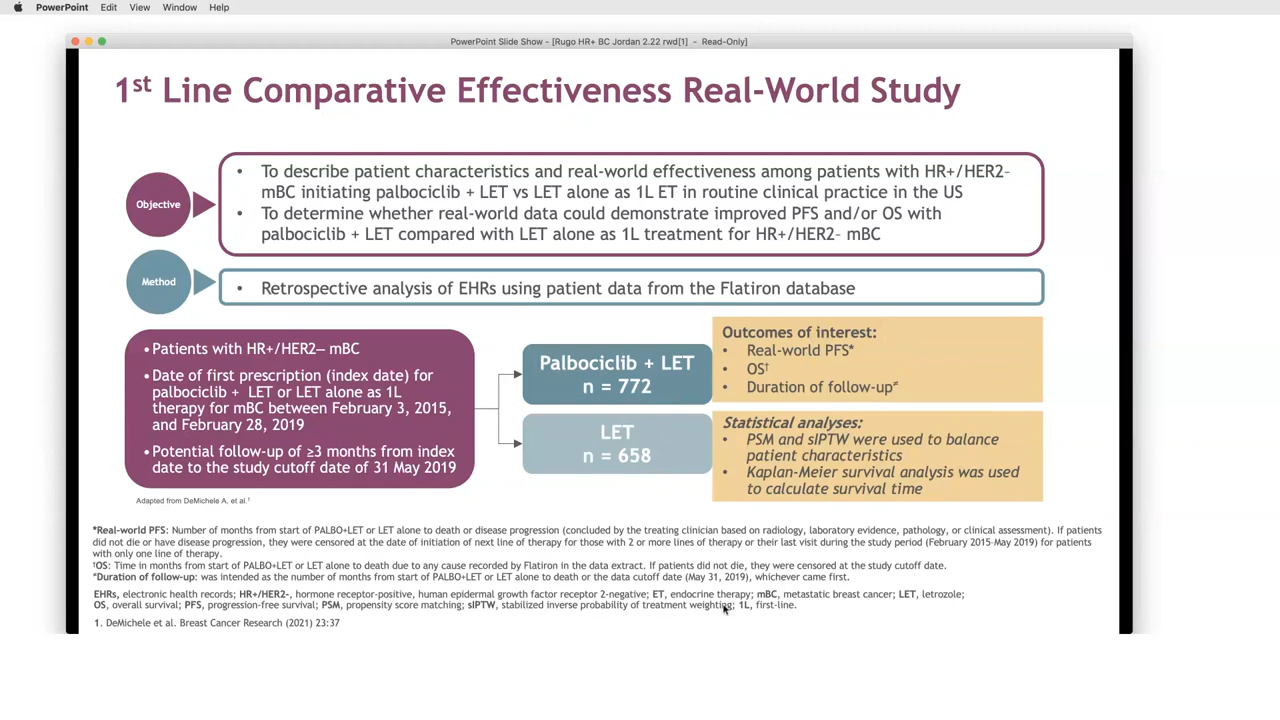 PowerPoint Edit View Window Help
PowerPoint Slide Show - [Rugo HR+ BC Jordan 2.22 rwd[1] - Read-Only]
1st Line Comparative Effectiveness Real-World Study
Objective
• To describe patient characteristics and real-world effectiveness among patients with HR+/HER2-
mBC initiating palbociclib + LET vs LET alone as 1L ET in routine clinical practice in the US
• To determine whether real-world data could demonstrate improved PFS and/or OS with
palbociclib + LET compared with LET alone as 1L treatment for HR+/HER2- mBC
Method
• Retrospective analysis of EHRs using patient data from the Flatiron database
• Patients with HR+/HER2– mBC
• Date of first prescription (index date) for
palbociclib + LET or LET alone as 1L
therapy for mBC between February 3, 2015,
and February 28, 2019
• Potential follow-up of ≥3 months from index
date to the study cutoff date of 31 May 2019
Adapted from DeMichele A. et al.¹
Palbociclib + LET
n = 772
LET
n = 658
Outcomes of interest:
• Real-world PFS*
• OS†
• Duration of follow-up≠
Statistical analyses:
• PSM and sIPTW were used to balance
patient characteristics
• Kaplan-Meier survival analysis was used
to calculate survival time
*Real-world PFS: Number of months from start of PALBO+LET or LET alone to death or disease progression (concluded by the treating clinician based on radiology, laboratory evidence, pathology, or clinical assessment). If patients
did not die or have disease progression, they were censored at the date of initiation of next line of therapy for those with 2 or more lines of therapy or their last visit during the study period (February 2015-May 2019) for patients
with only one line of therapy.
†OS: Time in months from start of PALBO+LET or LET alone to death due to any cause recorded by Flatiron in the data extract. If patients did not die, they were censored at the study cutoff date.
≠Duration of follow-up: was intended as the number of months from start of PALBO+LET or LET alone to death or the data cutoff date (May 31, 2019), whichever came first.
EHRs, electronic health records; HR+/HER2-, hormone receptor-positive, human epidermal growth factor receptor 2-negative; ET, endocrine therapy; mBC, metastatic breast cancer; LET, letrozole;
OS, overall survival; PFS, progression-free survival; PSM, propensity score matching; sIPTW, stabilized inverse probability of treatment weighting; 1L, first-line.
1. DeMichele et al. Breast Cancer Research (2021) 23:37